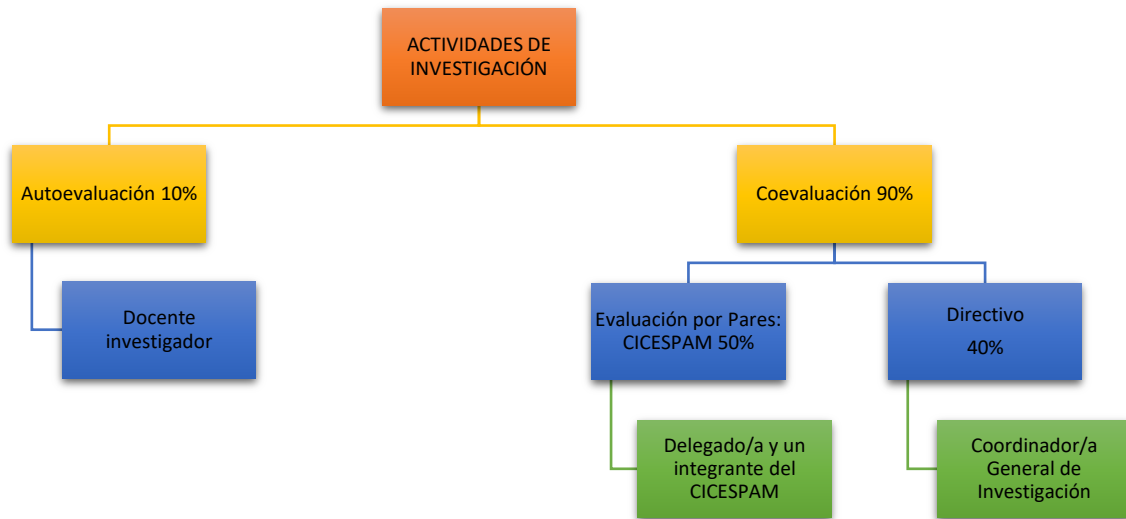 ACTIVIDADES DE
INVESTIGACIÓN
Autoevaluación 10%
Coevaluación 90%
Docente
investigador
Evaluación por Pares:
CICESPAM 50%
Directivo
40%
Delegado/a y un
integrante del
CICESPAM
Coordinador/a
General de
Investigación